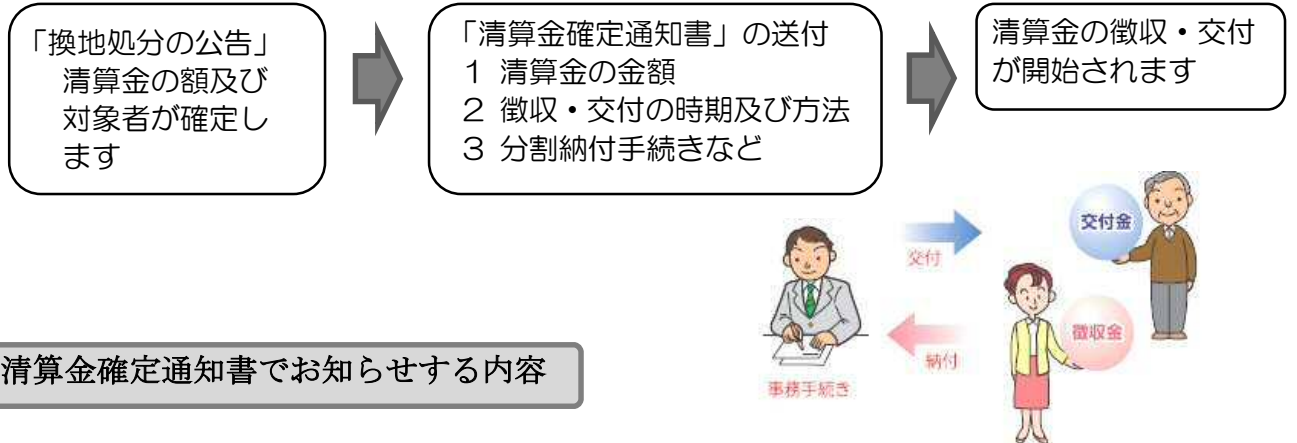 「換地処分の公告」
清算金の額及び
対象者が確定し
ます
「清算金確定通知書」の送付
１ 清算金の金額
２ 徴収・交付の時期及び方法
３ 分割納付手続きなど
清算金の徴収・交付
が開始されます
交付金
交付
徴収金
納付
事務手続き
清算金確定通知書でお知らせする内容